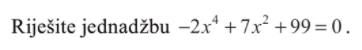 Riješite jednadžbu −2x⁴ + 7x² + 99 = 0 .